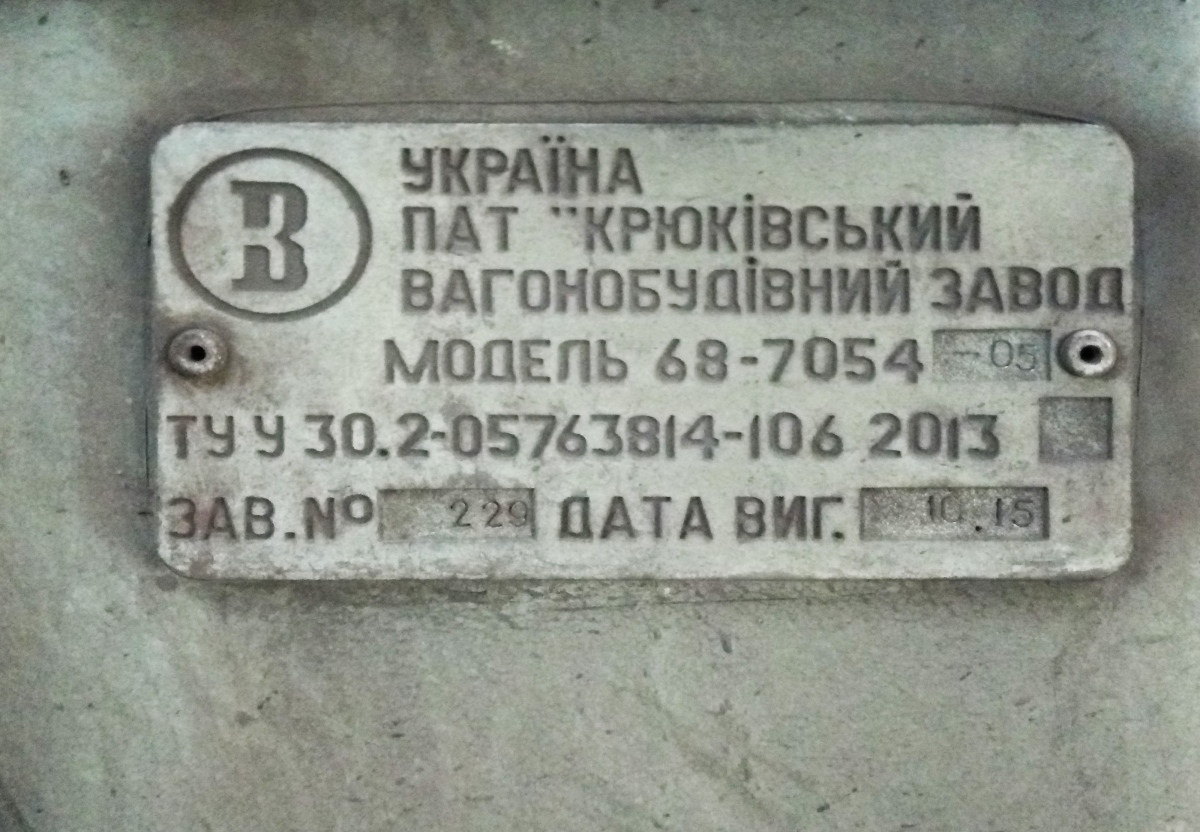 В
УКРАЇНА
ПАТ "КРЮКІВСЬКИЙ
ВАГОНОБУДІВНИЙ ЗАВОД
МОДЕЛЬ 68-7054 -05
ТУ У 30.2-05763814-106 2013
ЗАВ.№ 229 ДАТА ВИГ. 10.15